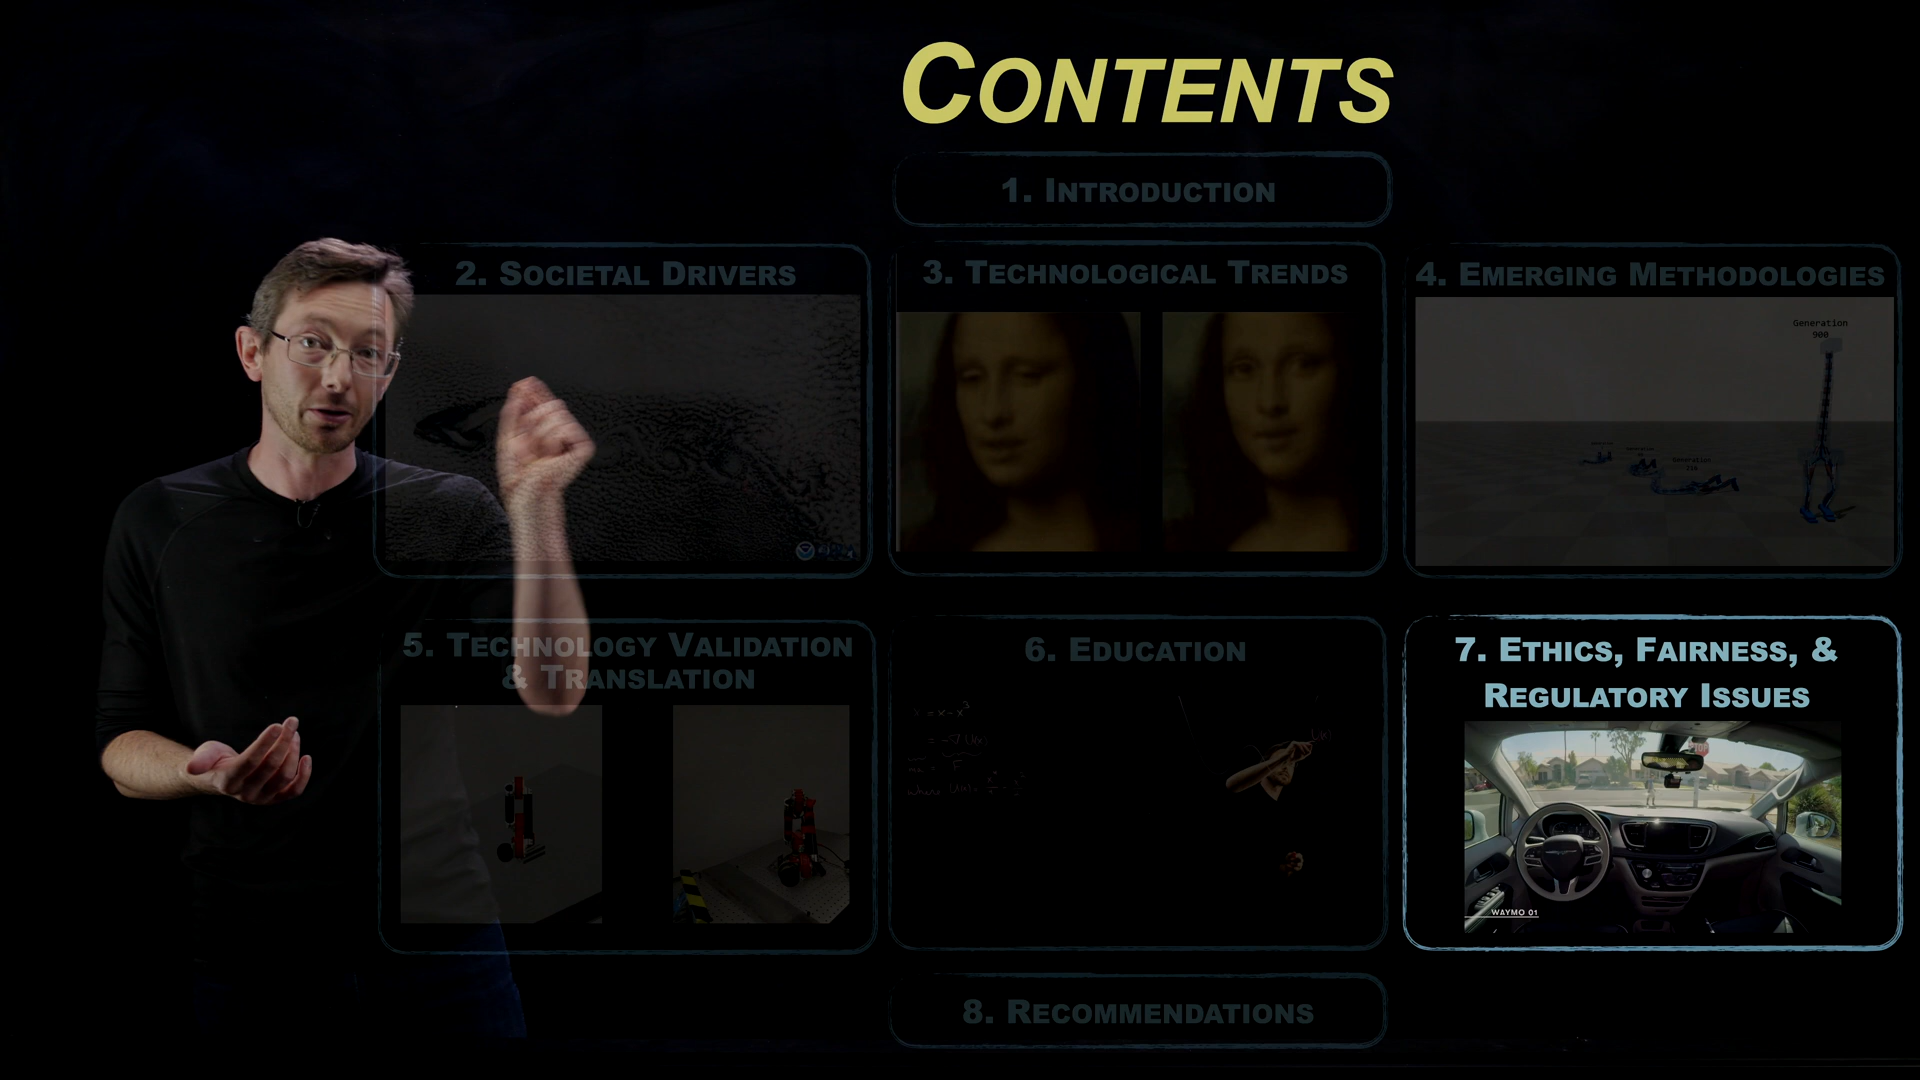 CONTENTS
1. INTRODUCTION
2. SOCIETAL DRIVERS
3. TECHNOLOGICAL TRENDS
4. EMERGING METHODOLOGIES
Generation
900
Generation
5. TECHNOLOGY VALIDATION
& TRANSLATION
6. EDUCATION
7. ETHICS, FAIRNESS, &
REGULATORY ISSUES
WAYMO 01
8. RECOMMENDATIONS